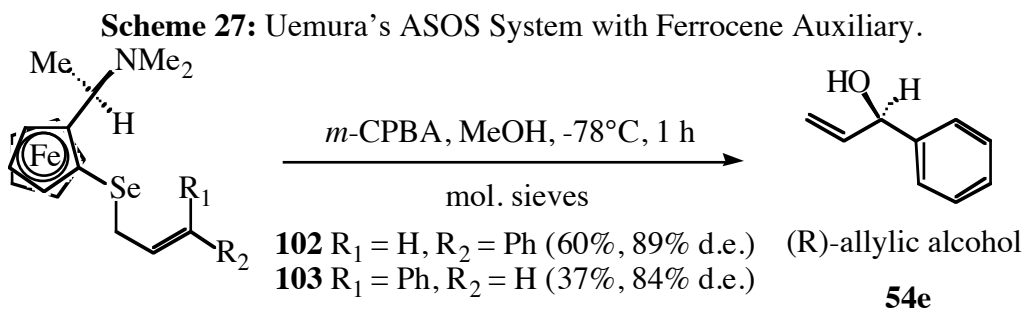 Scheme 27: Uemura's ASOS System with Ferrocene Auxiliary.
Me NMe2
H
Fe
Se
R1
R2
m-CPBA, MeOH, -78°C, 1 h
mol. sieves
102 R1 = H, R2 = Ph (60%, 89% d.e.)
103 R1 = Ph, R2 = H (37%, 84% d.e.)
HO H
(R)-allylic alcohol
54e